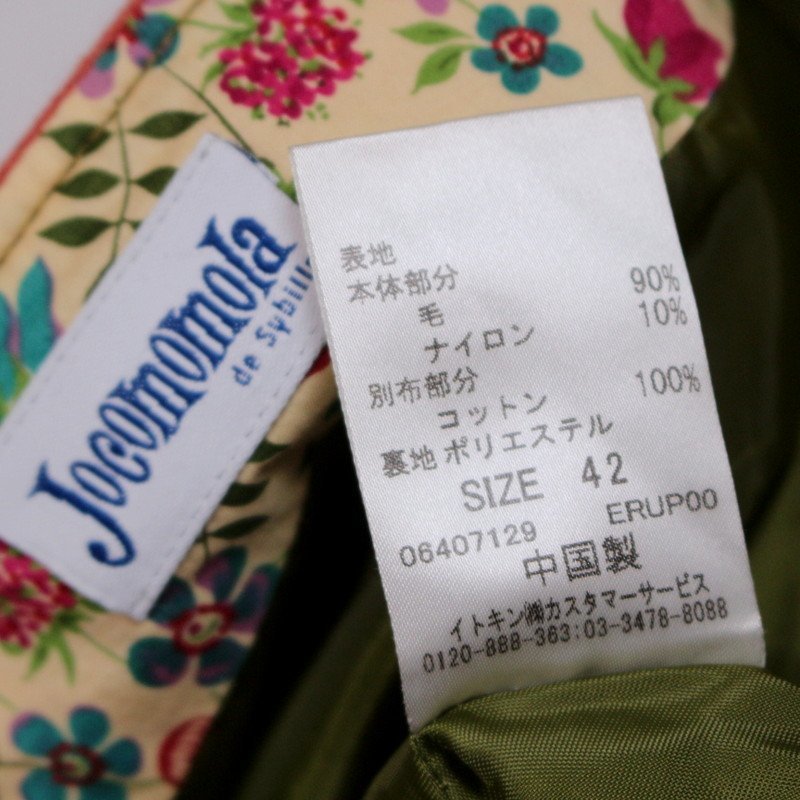 Jocomomola
de Sybilla
表地
本体部分
毛 90%
ナイロン 10%
別布部分
コットン 100%
裏地 ポリエステル
SIZE 42
06407129 ERUP00
中国製
イトキン㈱カスタマーサービス
0120-888-363:03-3478-8088